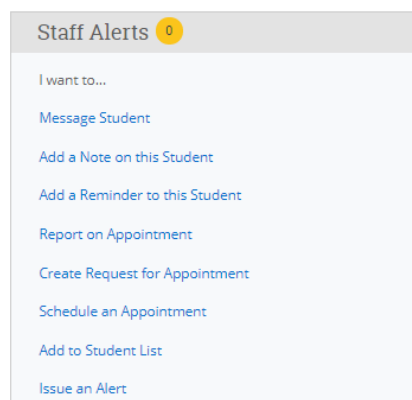 Staff Alerts 0
I want to...
Message Student
Add a Note on this Student
Add a Reminder to this Student
Report on Appointment
Create Request for Appointment
Schedule an Appointment
Add to Student List
Issue an Alert